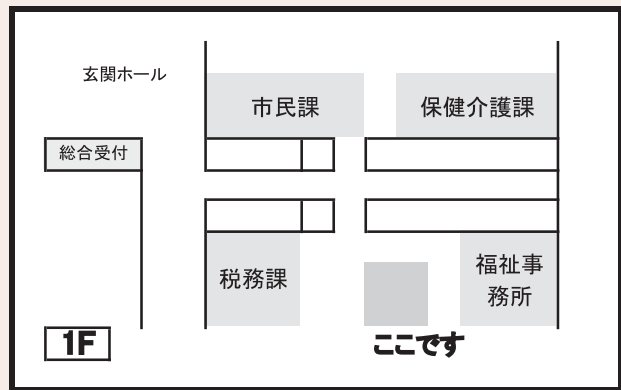 玄関ホール
市民課
保健介護課
総合受付
税務課
福祉事
務所
1F
ここです